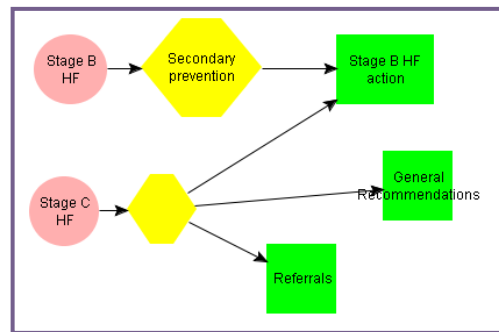 Stage B
HF
Secondary
prevention
Stage B HF
action
Stage C
HF
General
Recommendations
Referrals